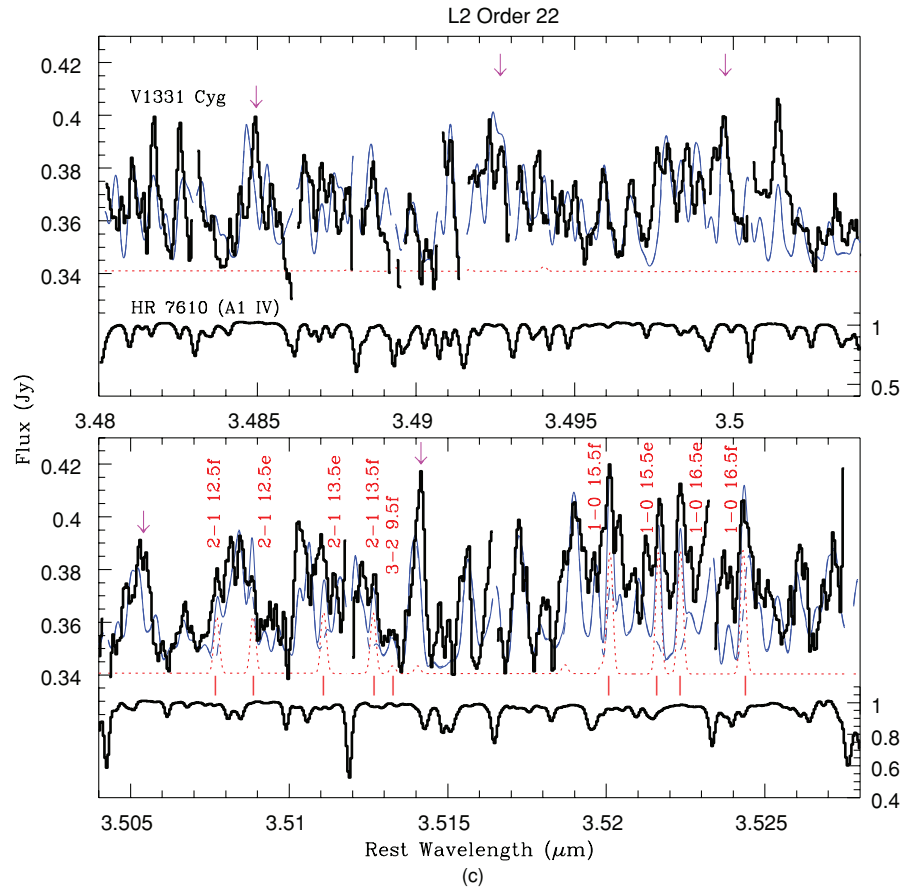 L2 Order 22
0.42
V1331 Cyg
0.4
0.38
0.36
0.34
HR 7610 (A1 IV)
1
0.5
3.48 3.485 3.49 3.495 3.5
Flux (Jy)
0.42
0.4
0.38
0.36
0.34
2-1 12.5f
2-1 12.5e
2-1 13.5e
2-1 13.5f
3-2 9.5f
1-0 15.5f
1-0 15.5e
1-0 16.5e
1-0 16.5f
1
0.8
0.6
0.4
3.505 3.51 3.515 3.52 3.525
Rest Wavelength (μm)
(c)